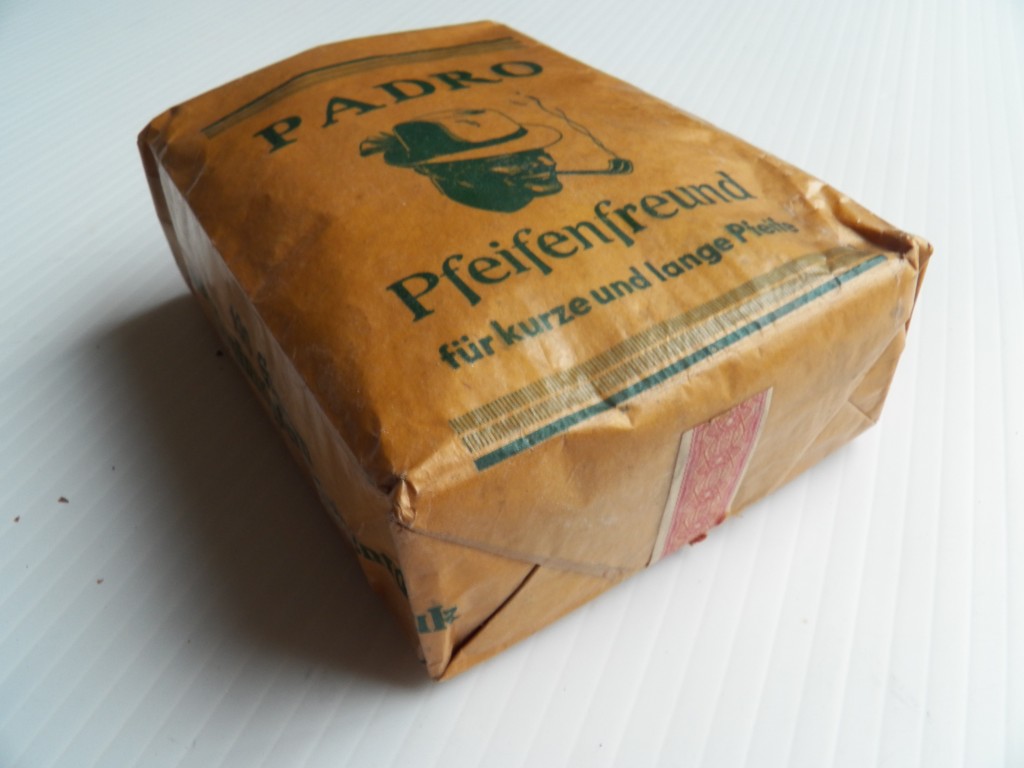 PADRO
Pfeifenfreund
für kurze und lange Pfeife